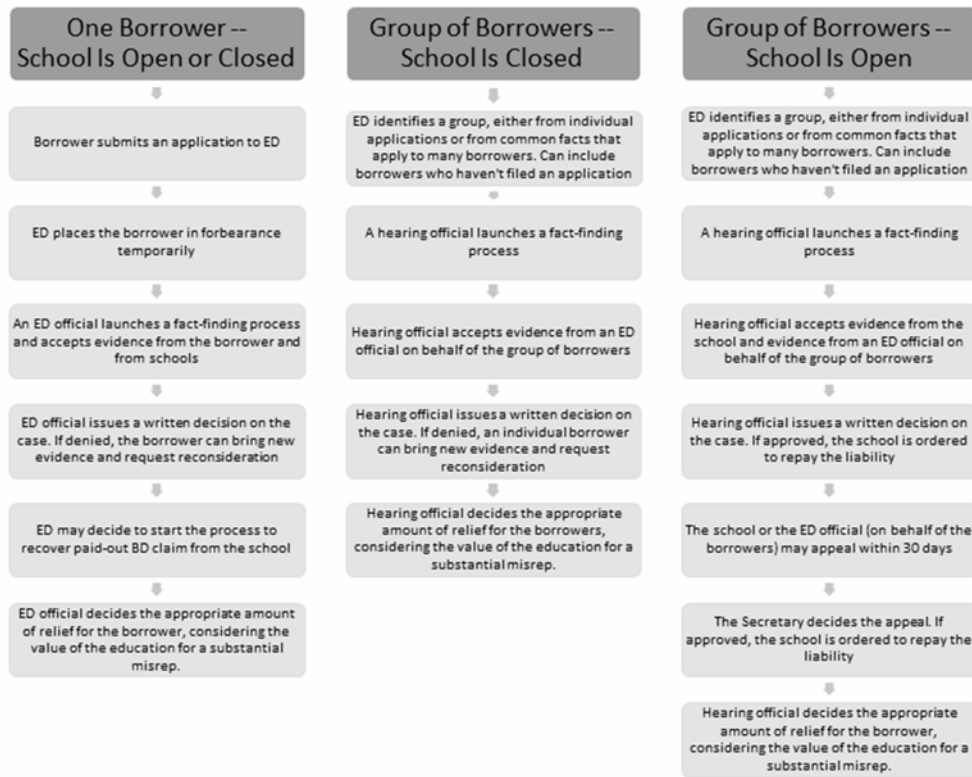 One Borrower --
School Is Open or Closed
Borrower submits an application to ED
ED places the borrower in forbearance
temporarily
An ED official launches a fact-finding process
and accepts evidence from the borrower and
from schools
ED official issues a written decision on the
case. If denied, the borrower can bring new
evidence and request reconsideration
ED may decide to start the process to
recover paid-out BD claim from the school
ED official decides the appropriate amount
of relief for the borrower, considering the
value of the education for a substantial
misrep.
Group of Borrowers --
School Is Closed
ED identifies a group, either from individual
applications or from common facts that
apply to many borrowers. Can include
borrowers who haven't filed an application
A hearing official launches a fact-finding
process
Hearing official accepts evidence from an ED
official on behalf of the group of borrowers
Hearing official issues a written decision on
the case. If denied, an individual borrower
can bring new evidence and request
reconsideration
Hearing official decides the appropriate
amount of relief for the borrowers,
considering the value of the education for a
substantial misrep.
Group of Borrowers --
School Is Open
ED identifies a group, either from individual
applications or from common facts that
apply to many borrowers. Can include
borrowers who haven't filed an application
A hearing official launches a fact-finding
process
Hearing official accepts evidence from the
school and evidence from an ED official on
behalf of the group of borrowers
Hearing official issues a written decision on
the case. If approved, the school is ordered
to repay the liability
The school or the ED official (on behalf of the
borrowers) may appeal within 30 days
The Secretary decides the appeal. If
approved, the school is ordered to repay the
liability
Hearing official decides the appropriate
amount of relief for the borrower,
considering the value of the education for a
substantial misrep.